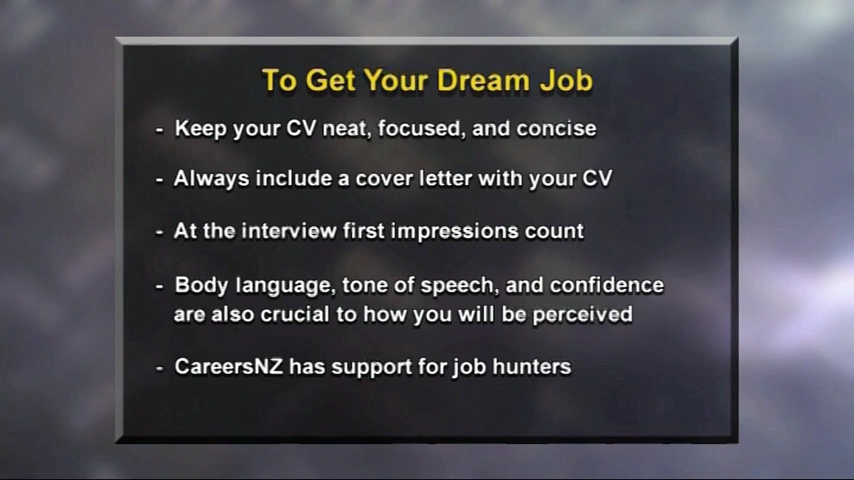 To Get Your Dream Job
- Keep your CV neat, focused, and concise
- Always include a cover letter with your CV
- At the interview first impressions count
- Body language, tone of speech, and confidence
are also crucial to how you will be perceived
- CareersNZ has support for job hunters